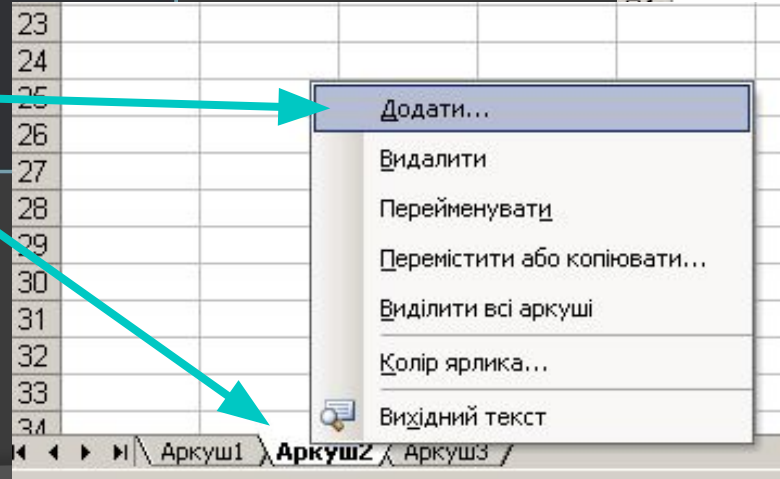 23
24
25
Додати...
26
Видалити
27
28
Перейменувати
29
Перемістити або копіювати...
30
Виділити всі аркуші
31
32
Колір ярлика...
33
Вихідний текст
34
Аркуш1 Аркуш2 Аркуш3